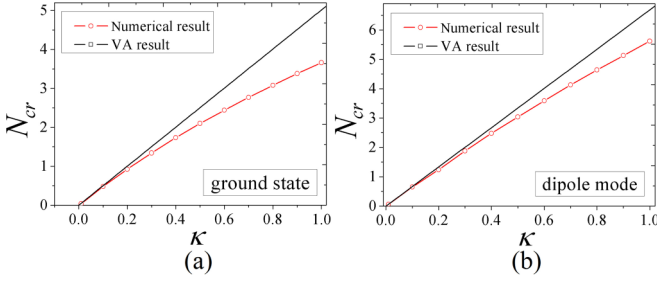 Numerical result
VA result
N_cr
5
4
3
2
1
0
ground state
0.0 0.2 0.4 0.6 0.8 1.0
κ
(a)
Numerical result
VA result
N_cr
6
5
4
3
2
1
0
dipole mode
0.0 0.2 0.4 0.6 0.8 1.0
κ
(b)